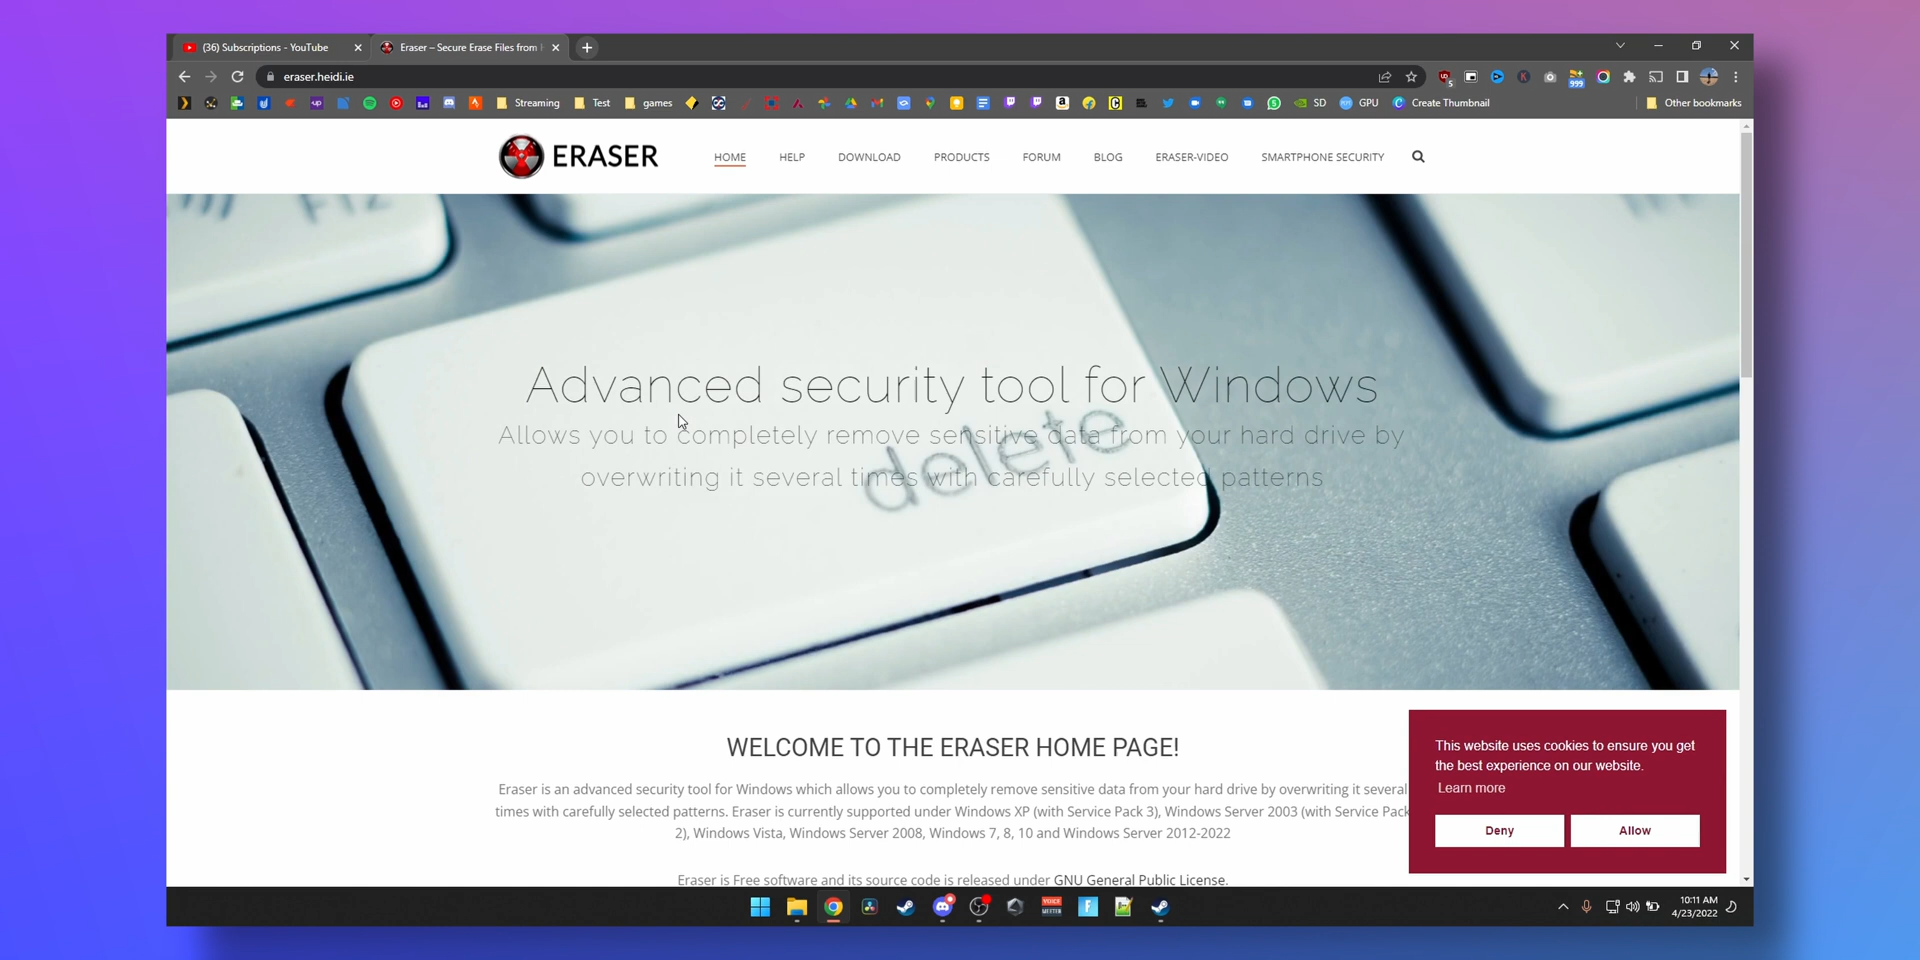 (36) Subscriptions - YouTube
Eraser – Secure Erase Files from
eraser.heidi.ie
5
999
Streaming
Test
games
SD
GPU
Create Thumbnail
Other bookmarks
ERASER
HOME
HELP
DOWNLOAD
PRODUCTS
FORUM
BLOG
ERASER-VIDEO
SMARTPHONE SECURITY
Advanced security tool for Windows
Allows you to completely remove sensitive data from your hard drive by
overwriting it several times with carefully selected patterns
delete
WELCOME TO THE ERASER HOME PAGE!
Eraser is an advanced security tool for Windows which allows you to completely remove sensitive data from your hard drive by overwriting it several
times with carefully selected patterns. Eraser is currently supported under Windows XP (with Service Pack 3), Windows Server 2003 (with Service Pack
2), Windows Vista, Windows Server 2008, Windows 7, 8, 10 and Windows Server 2012-2022
Eraser is Free software and its source code is released under GNU General Public License.
This website uses cookies to ensure you get
the best experience on our website.
Learn more
Deny
Allow
VOICE
MEETER
10:11 AM
4/23/2022